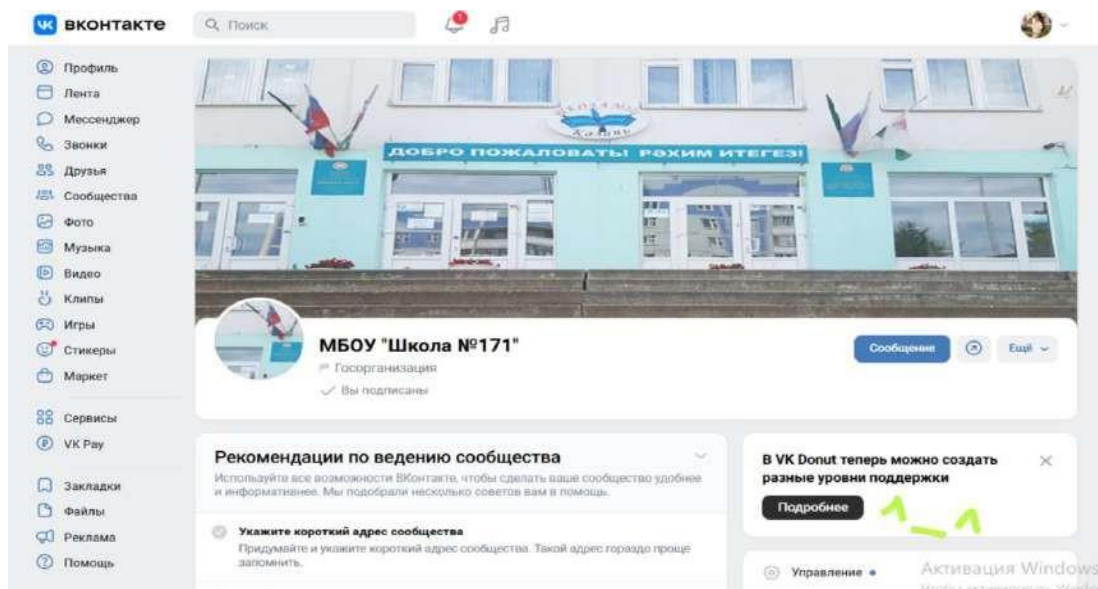 вконтакте
Поиск
1
Профиль
Лента
Мессенджер
Звонки
Друзья
Сообщества
Фото
Музыка
Видео
Клипы
Игры
Стикеры
Маркет
Сервисы
VK Pay
Закладки
Файлы
Реклама
Помощь
ДОБРО ПОЖАЛОВАТЬ! РӘХИМ ИТЕГЕЗ!
МБОУ "Школа №171"
Госорганизация
Вы подписаны
Сообщение
Ещё
Рекомендации по ведению сообщества
Используйте все возможности ВКонтакте, чтобы сделать ваше сообщество удобнее
и информативнее. Мы подобрали несколько советов вам в помощь.
Укажите короткий адрес сообщества
Придумайте и укажите короткий адрес сообщества. Такой адрес гораздо проще
запомнить.
В VK Donut теперь можно создать
разные уровни поддержки
Подробнее
Управление
Активация Windows